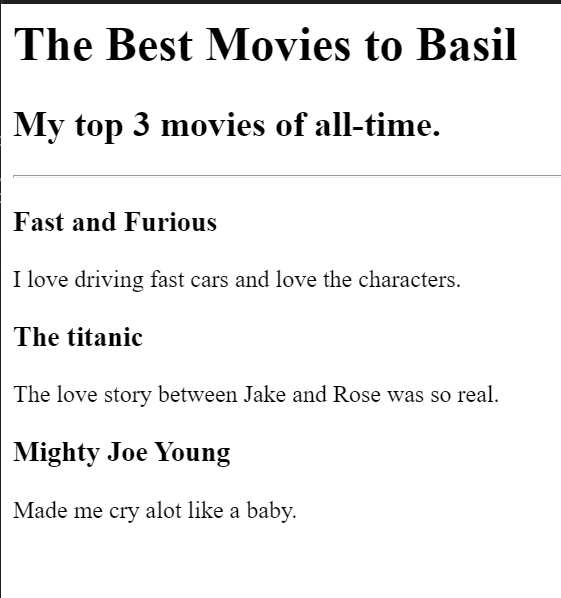 The Best Movies to Basil
My top 3 movies of all-time.
Fast and Furious
I love driving fast cars and love the characters.
The titanic
The love story between Jake and Rose was so real.
Mighty Joe Young
Made me cry alot like a baby.